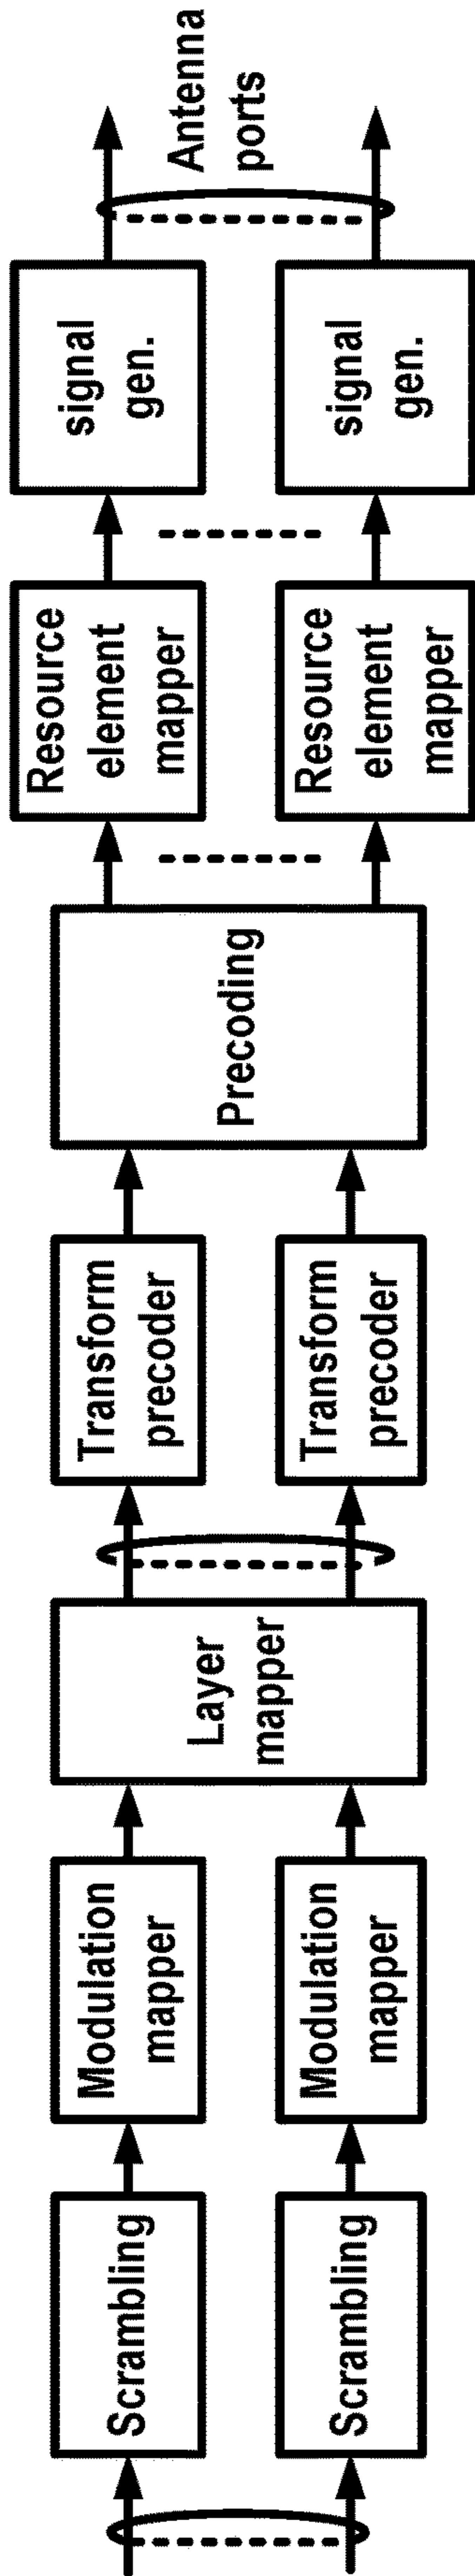 Scrambling
Scrambling
Modulation
mapper
Modulation
mapper
Layer
mapper
Transform
precoder
Transform
precoder
Precoding
Resource
element
mapper
Resource
element
mapper
signal
gen.
signal
gen.
Antenna
ports